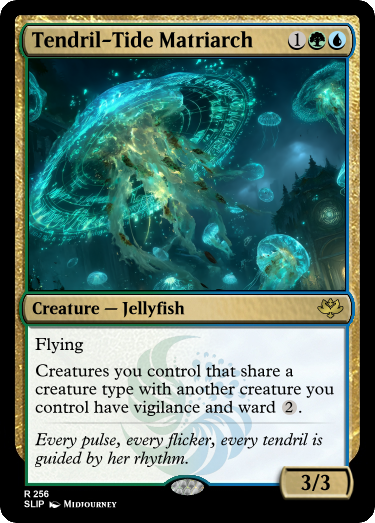 Tendril-Tide Matriarch 1
Creature — Jellyfish
Flying
Creatures you control that share a
creature type with another creature you
control have vigilance and ward 2.
Every pulse, every flicker, every tendril is
guided by her rhythm.
3/3
R 256
SLIP Midjourney